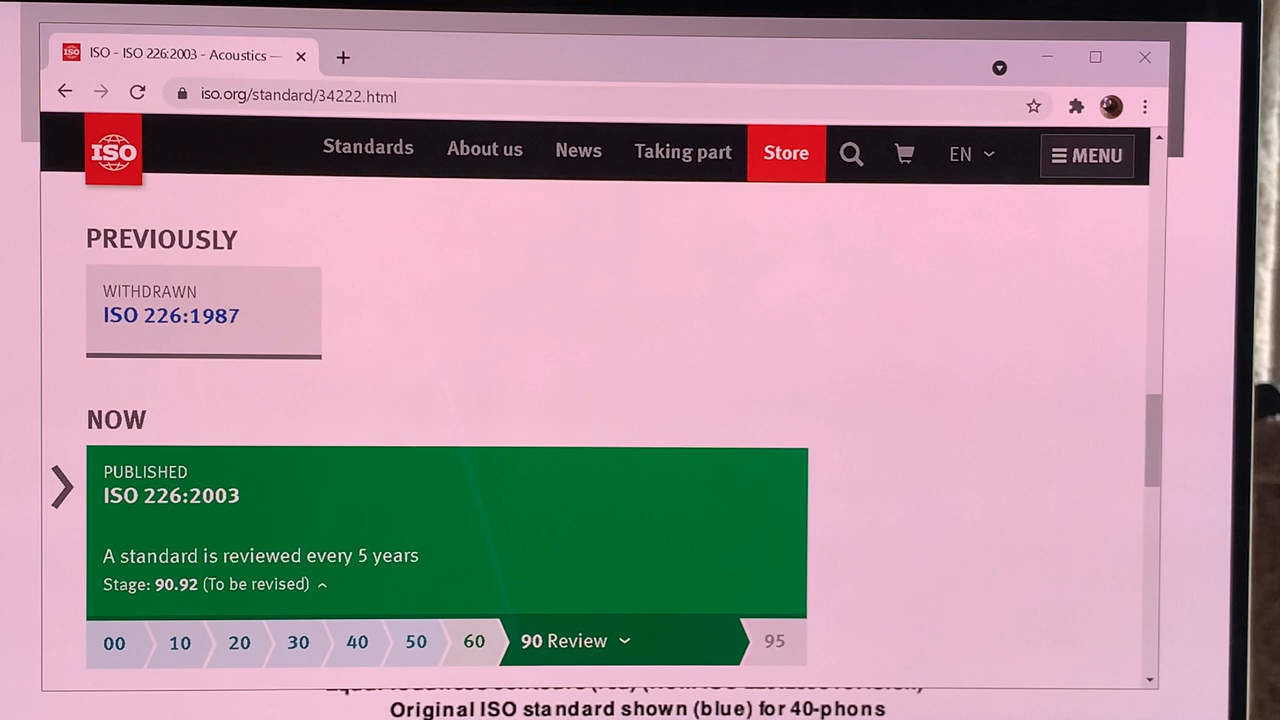 ISO - ISO 226:2003 - Acoustics —
iso.org/standard/34222.html
ISO
Standards About us News Taking part Store EN MENU
PREVIOUSLY
WITHDRAWN
ISO 226:1987
NOW
PUBLISHED
ISO 226:2003
A standard is reviewed every 5 years
Stage: 90.92 (To be revised)
00 10 20 30 40 50 60 90 Review 95
Original ISO standard shown (blue) for 40-phons